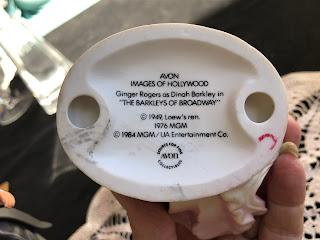 AVON
IMAGES OF HOLLYWOOD
Ginger Rogers as Dinah Barkley in
"THE BARKLEYS OF BROADWAY"
© 1949, Loew's ren.
1976 MGM
© 1984 MGM / UA Entertainment Co.
AVON
COLLECTIBLES